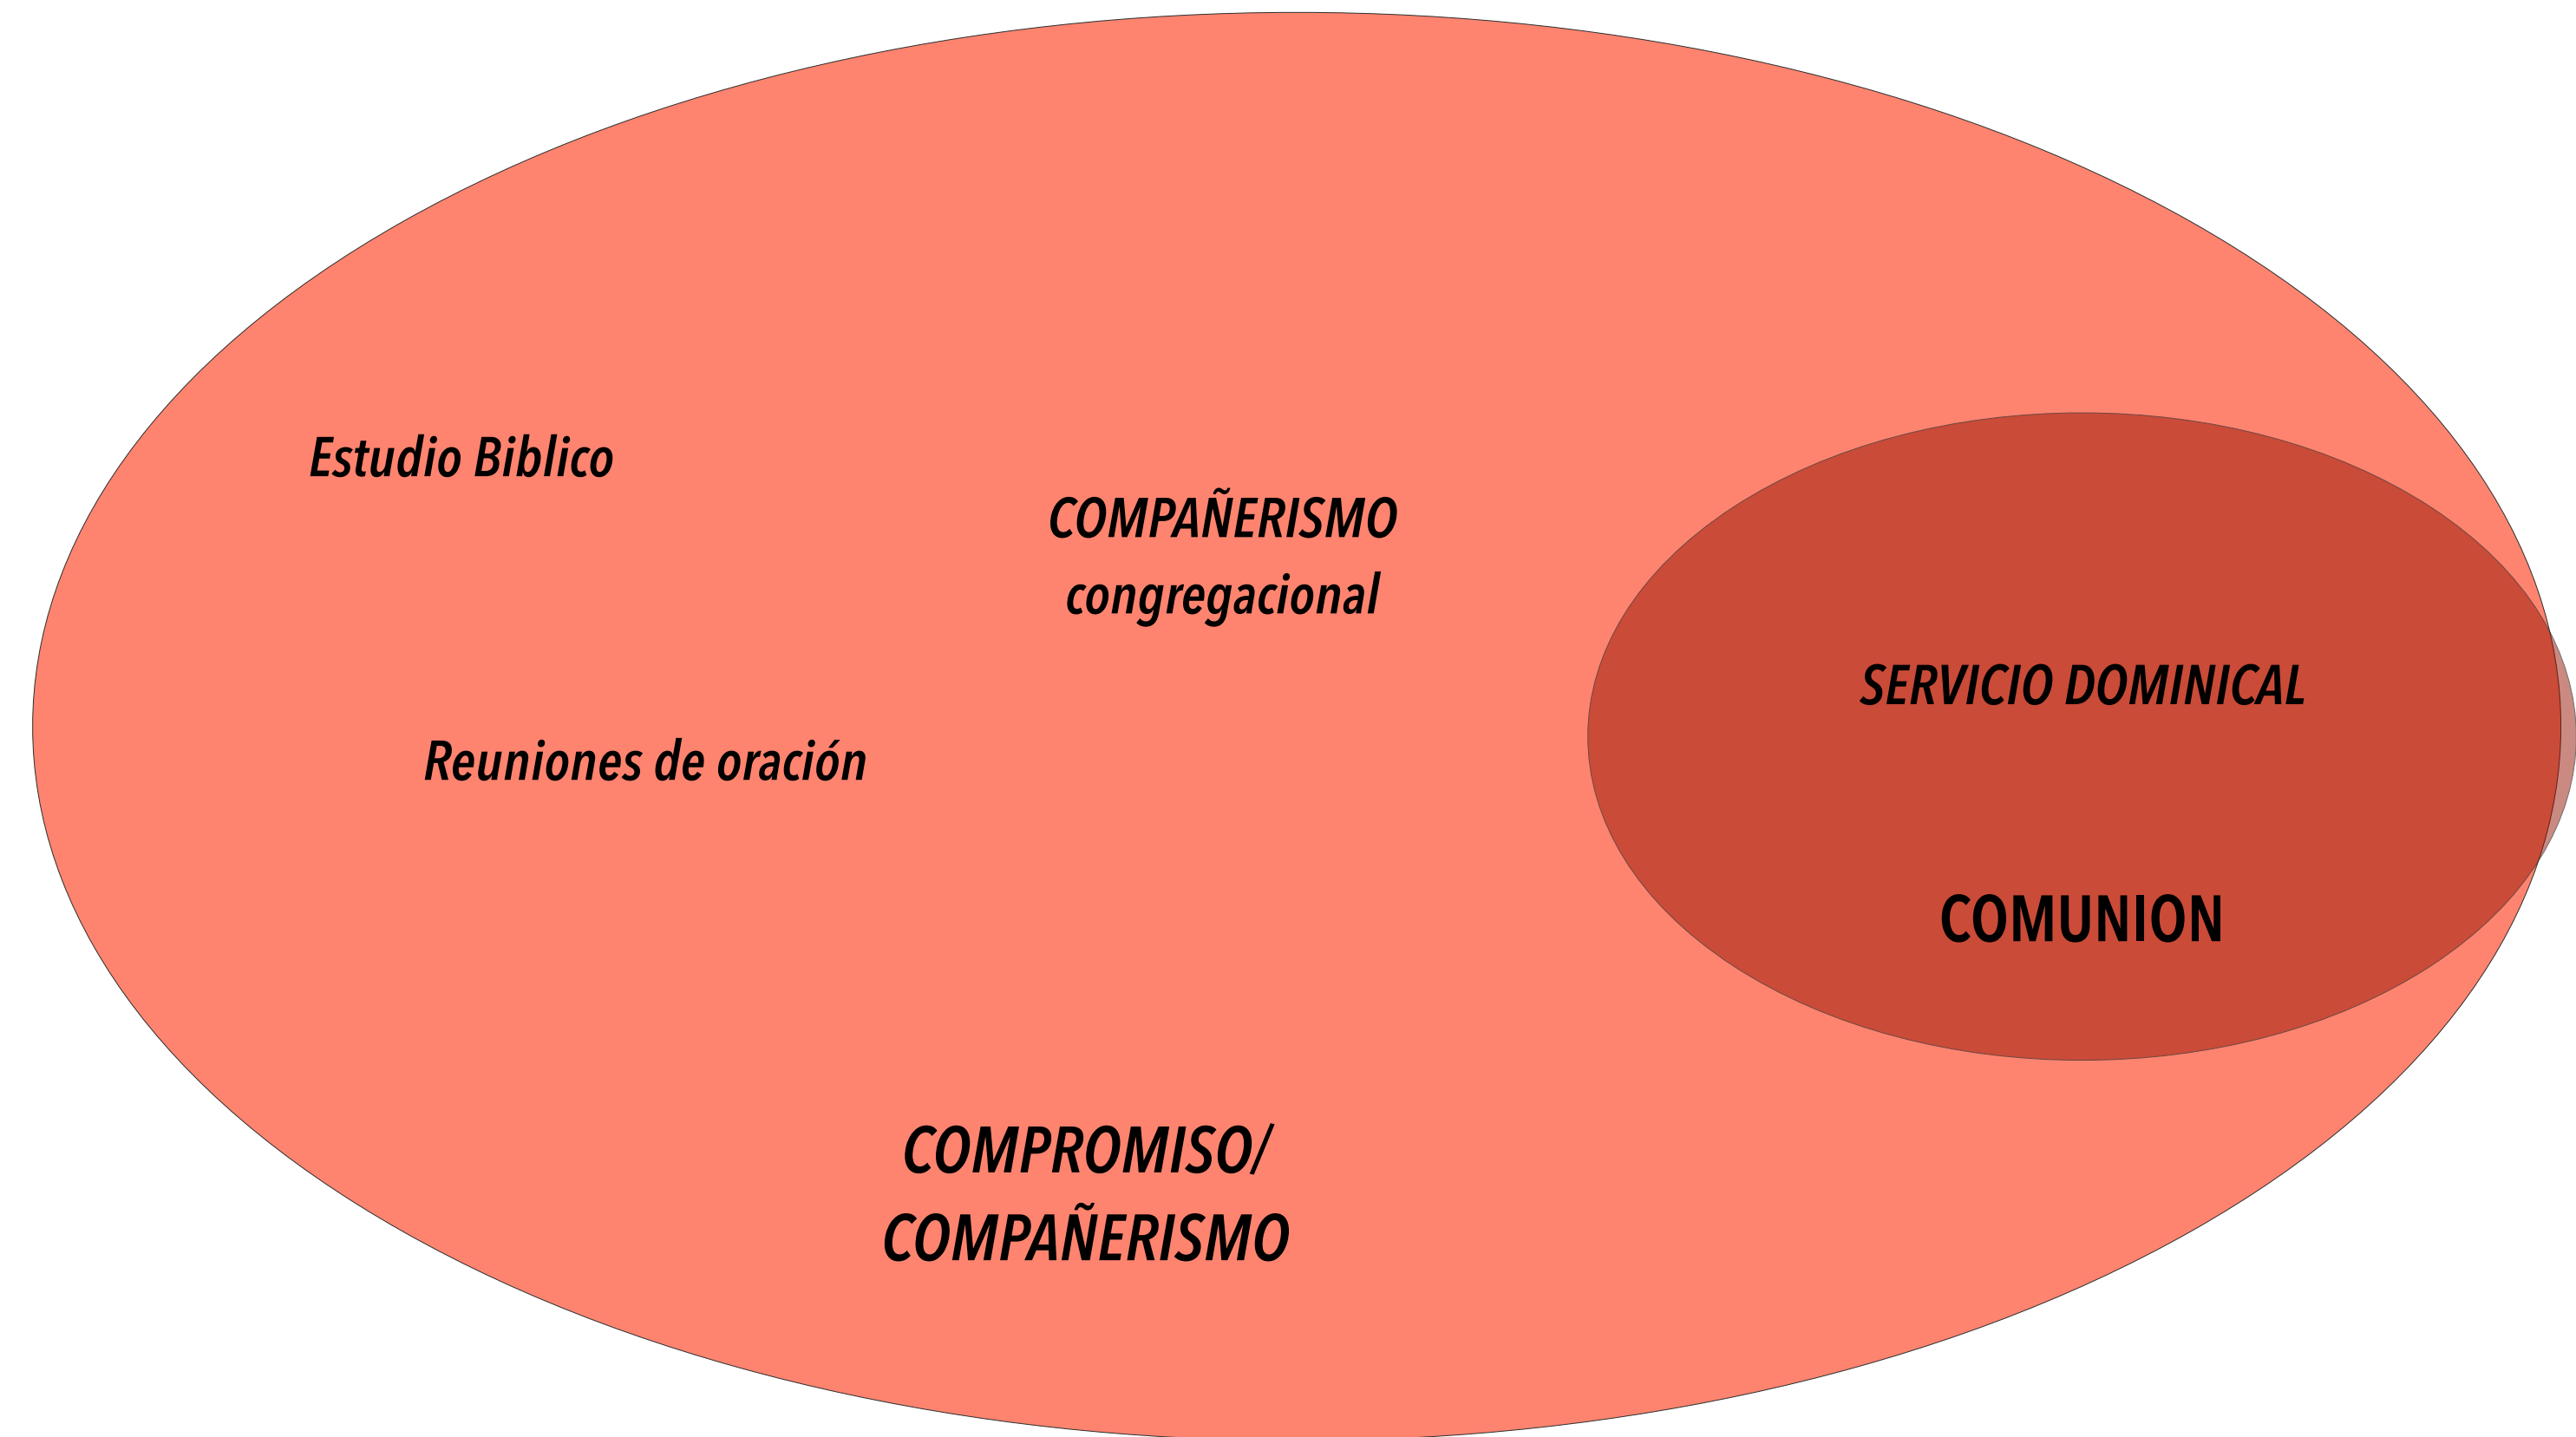 Estudio Biblico
COMPAÑERISMO
congregacional
Reuniones de oración
SERVICIO DOMINICAL
COMUNION
COMPROMISO/
COMPAÑERISMO